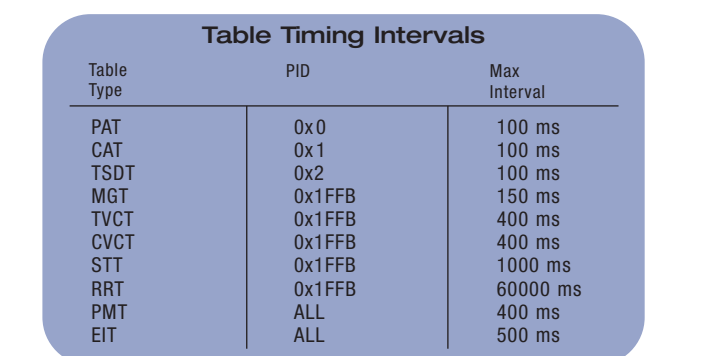 Table Timing Intervals
Table Type PID Max Interval
PAT 0x0 100 ms
CAT 0x1 100 ms
TSDT 0x2 100 ms
MGT 0x1FFB 150 ms
TVCT 0x1FFB 400 ms
CVCT 0x1FFB 400 ms
STT 0x1FFB 1000 ms
RRT 0x1FFB 60000 ms
PMT ALL 400 ms
EIT ALL 500 ms